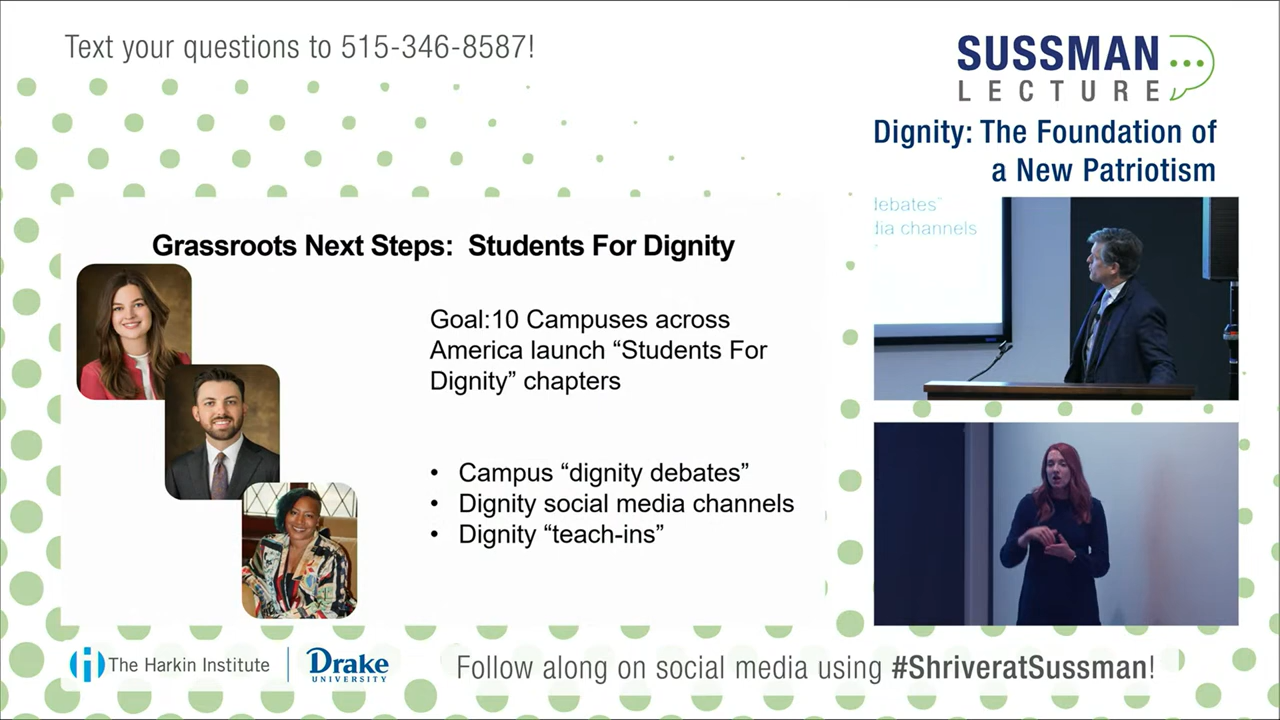 Text your questions to 515-346-8587!
SUSSMAN
LECTURE
Dignity: The Foundation of
a New Patriotism
Grassroots Next Steps: Students For Dignity
Goal:10 Campuses across
America launch “Students For
Dignity” chapters
• Campus “dignity debates”
• Dignity social media channels
• Dignity “teach-ins”
debates”
dia channels
The Harkin Institute
Drake
UNIVERSITY
Follow along on social media using #ShriveratSussman!